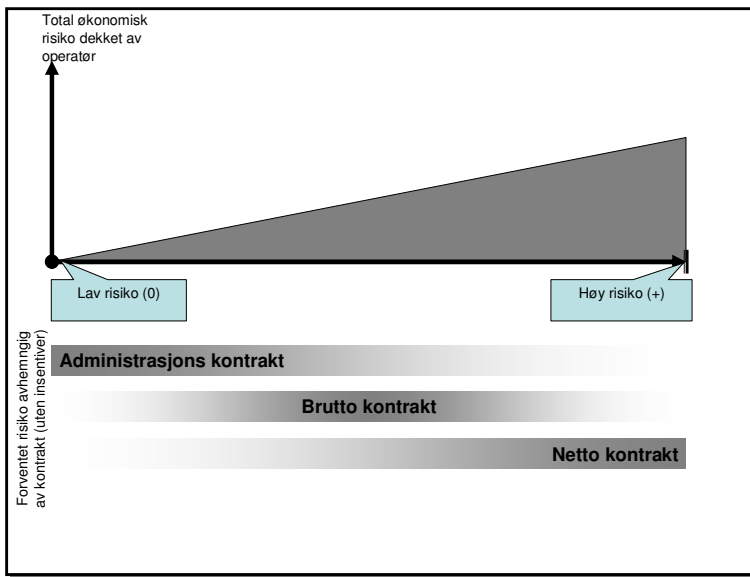 Total økonomisk
risiko dekket av
operatør
Lav risiko (0)
Høy risiko (+)
Forventet risiko avhemngig
av kontrakt (uten insentiver)
Administrasjons kontrakt
Brutto kontrakt
Netto kontrakt